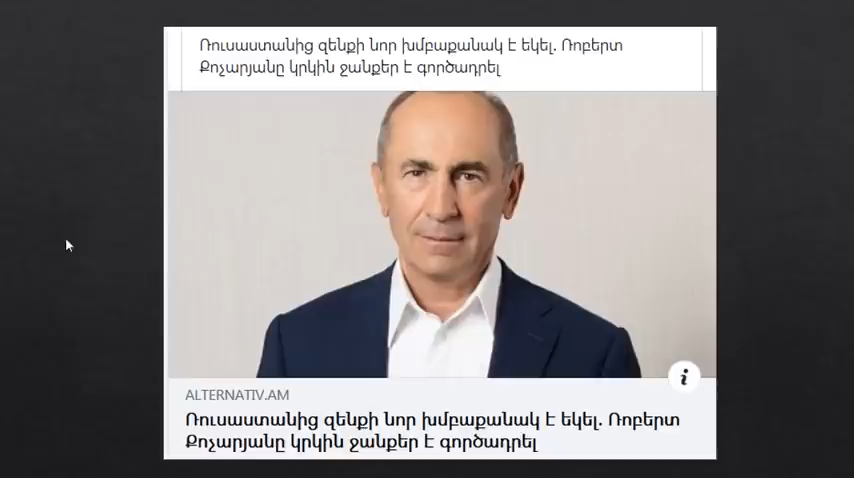 Ռուսաստանից զենքի նոր խմբաքանակ է եկել. Ռոբերտ
Քոչարյանը կրկին ջանքեր է գործադրել
i
ALTERNATIV.AM
Ռուսաստանից զենքի նոր խմբաքանակ է եկել. Ռոբերտ
Քոչարյանը կրկին ջանքեր է գործադրել